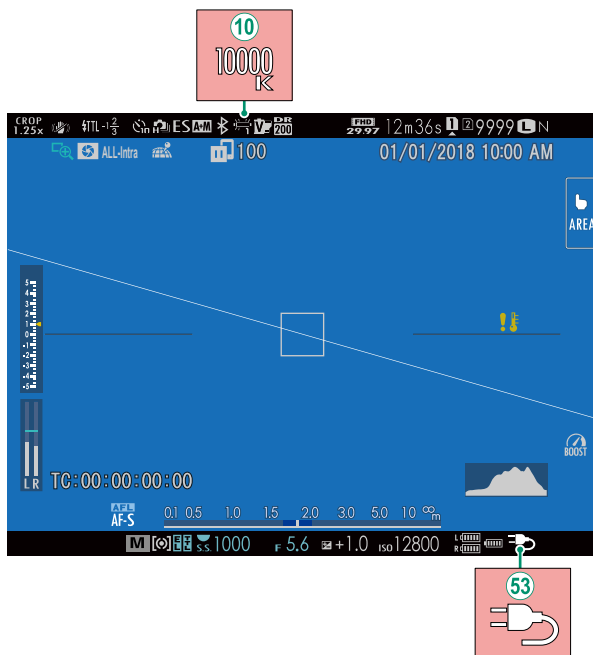 10
10000
K
CROP
1.25x TTL -1 2/3 in ES A+M V DR
200 FHD
29.97 12m36s 1 2 9999 L N
ALL-Intra 100 01/01/2018 10:00 AM
AREA
5
4
3
2
1
0
-1
-2
-3
-4
-5
BOOST
L R TC:00:00:00:00
AFL
AF-S 0.1 0.5 1.0 1.5 2.0 3.0 5.0 10 ∞
m
M S.S. 1000 F 5.6 +1.0 ISO 12800 L
R
53